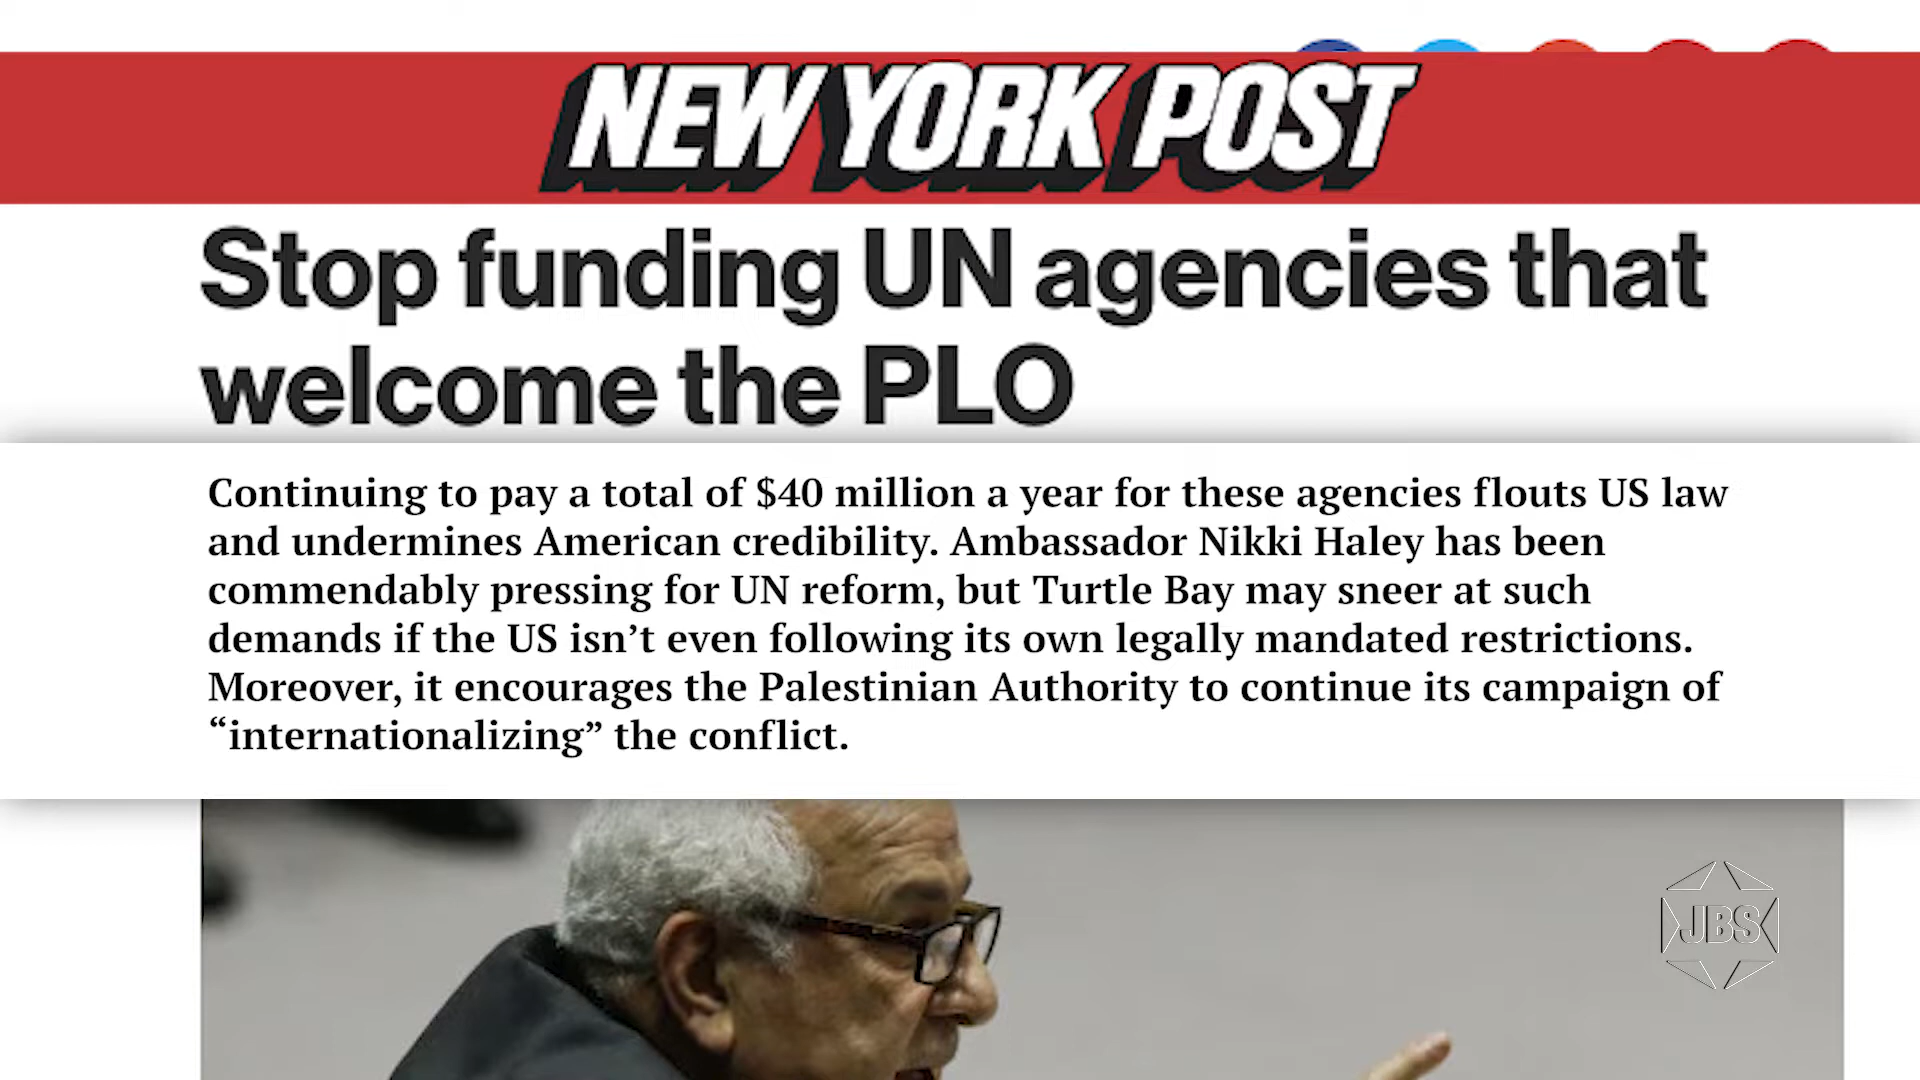 NEW YORK POST
Stop funding UN agencies that
welcome the PLO
Continuing to pay a total of $40 million a year for these agencies flouts US law
and undermines American credibility. Ambassador Nikki Haley has been
commendably pressing for UN reform, but Turtle Bay may sneer at such
demands if the US isn’t even following its own legally mandated restrictions.
Moreover, it encourages the Palestinian Authority to continue its campaign of
“internationalizing” the conflict.
JBS